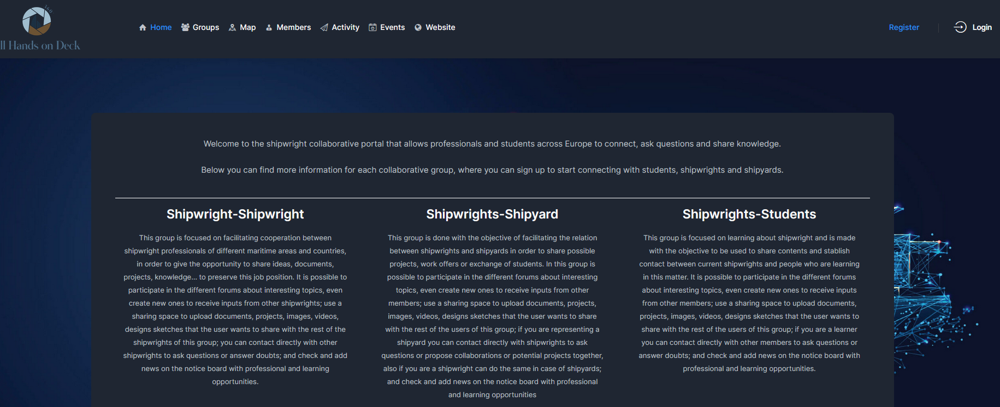 360
ll Hands on Deck
Home Groups Map Members Activity Events Website
Register Login
Welcome to the shipwright collaborative portal that allows professionals and students across Europe to connect, ask questions and share knowledge.
Below you can find more information for each collaborative group, where you can sign up to start connecting with students, shipwrights and shipyards.
Shipwright-Shipwright
This group is focused on facilitating cooperation between
shipwright professionals of different maritime areas and countries,
in order to give the opportunity to share ideas, documents,
projects, knowledge... to preserve this job position. It is possible to
participate in the different forums about interesting topics, even
create new ones to receive inputs from other shipwrights; use a
sharing space to upload documents, projects, images, videos,
designs sketches that the user wants to share with the rest of the
shipwrights of this group; you can contact directly with other
shipwrights to ask questions or answer doubts; and check and add
news on the notice board with professional and learning
opportunities.
Shipwrights-Shipyard
This group is done with the objective of facilitating the relation
between shipwrights and shipyards in order to share possible
projects, work offers or exchange of students. In this group is
possible to participate in the different forums about interesting
topics, even create new ones to receive inputs from other
members; use a sharing space to upload documents, projects,
images, videos, designs sketches that the user wants to share
with the rest of the users of this group; if you are representing a
shipyard you can contact directly with shipwrights to ask
questions or propose collaborations or potential projects together,
also if you are a shipwright can do the same in case of shipyards;
and check and add news on the notice board with professional
and learning opportunities
Shipwrights-Students
This group is focused on learning about shipwright and is made
with the objective to be used to share contents and stablish
contact between current shipwrights and people who are learning
in this matter. It is possible to participate in the different forums
about interesting topics, even create new ones to receive inputs
from other members; use a sharing space to upload documents,
projects, images, videos, designs sketches that the user wants to
share with the rest of the users of this group; if you are a learner
you can contact directly with other members to ask questions or
answer doubts; and check and add news on the notice board with
professional and learning opportunities.